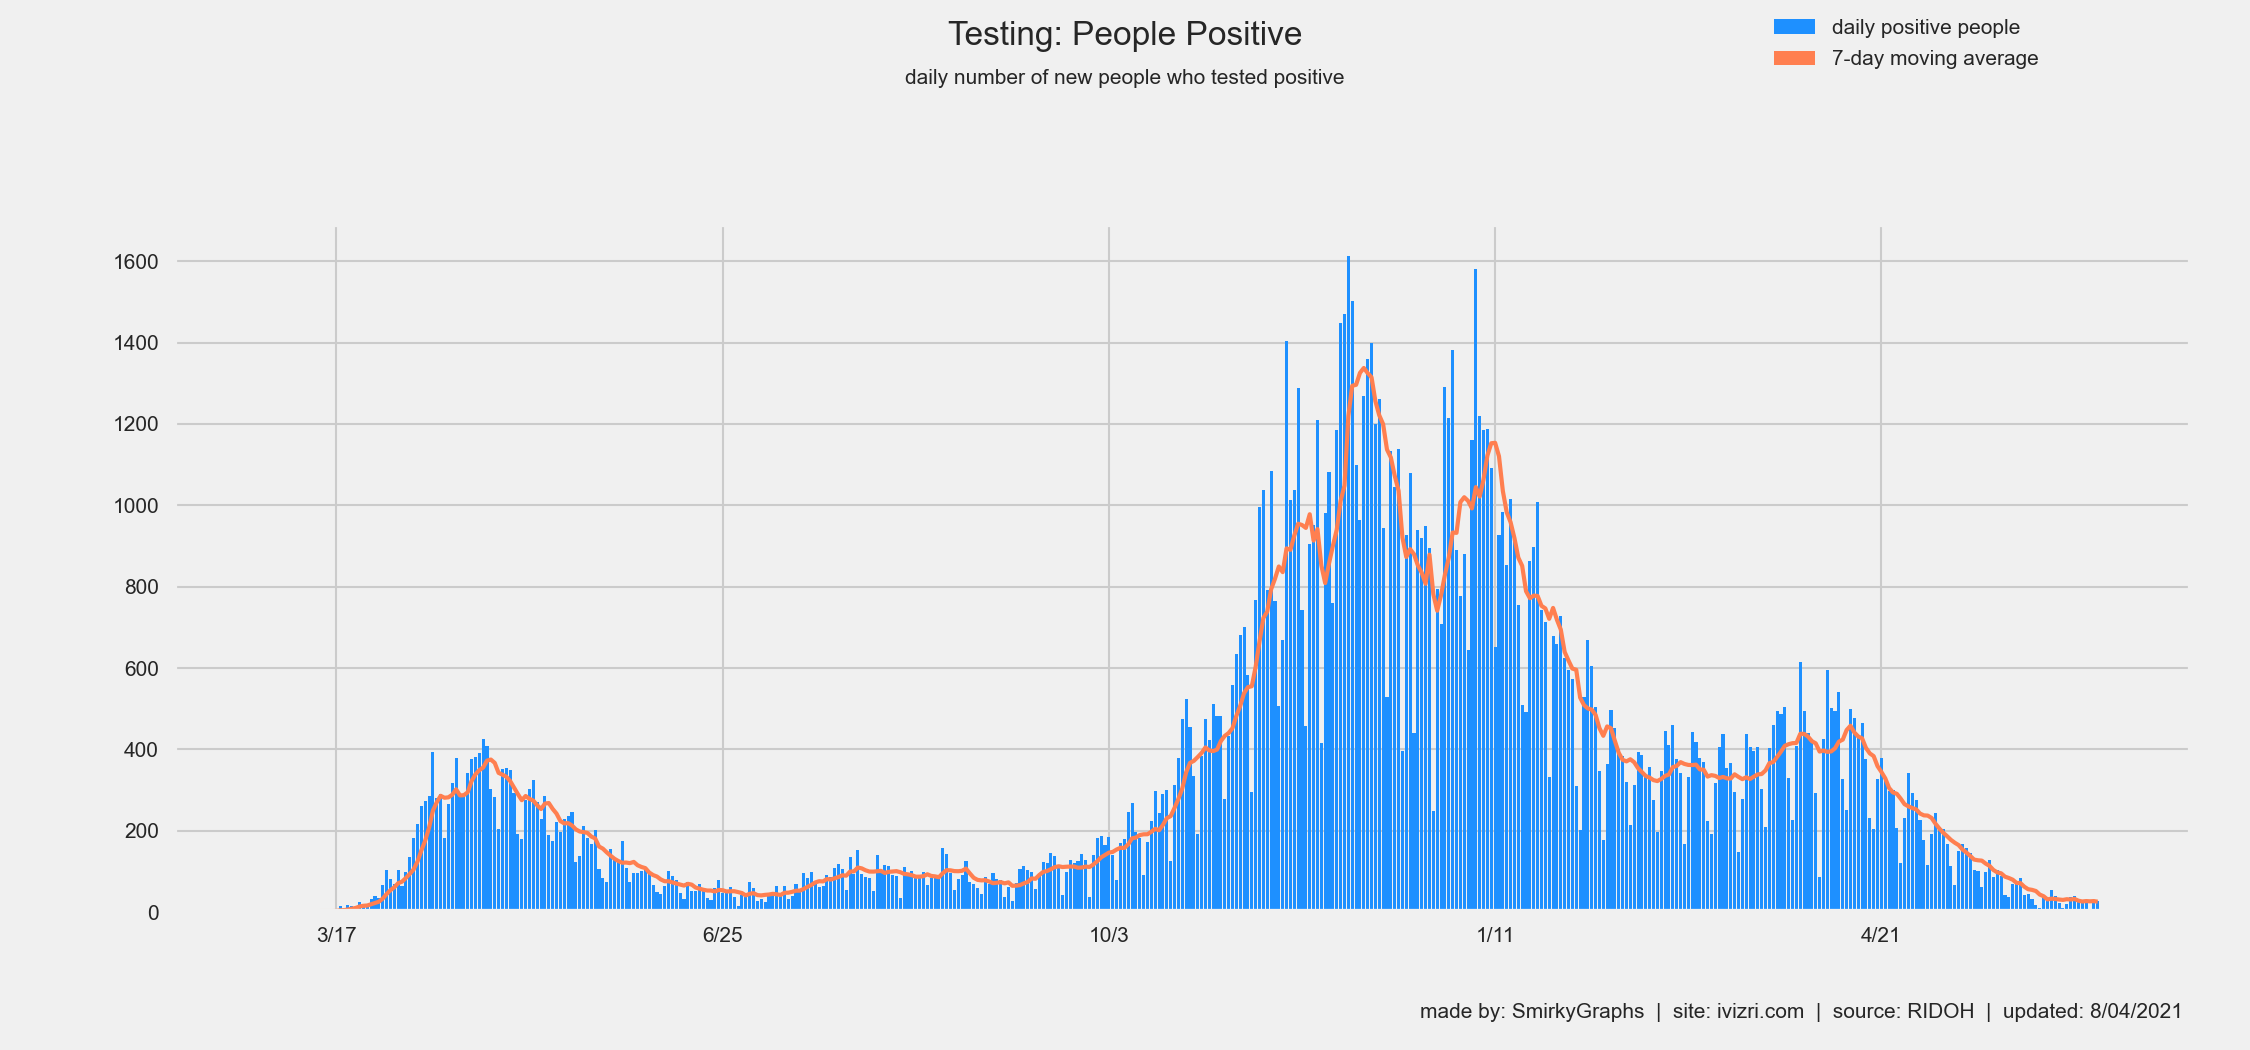 Testing: People Positive
daily number of new people who tested positive
daily positive people
7-day moving average
1600
1400
1200
1000
800
600
400
200
0
3/17 6/25 10/3 1/11 4/21
made by: SmirkyGraphs | site: ivizri.com | source: RIDOH | updated: 8/04/2021